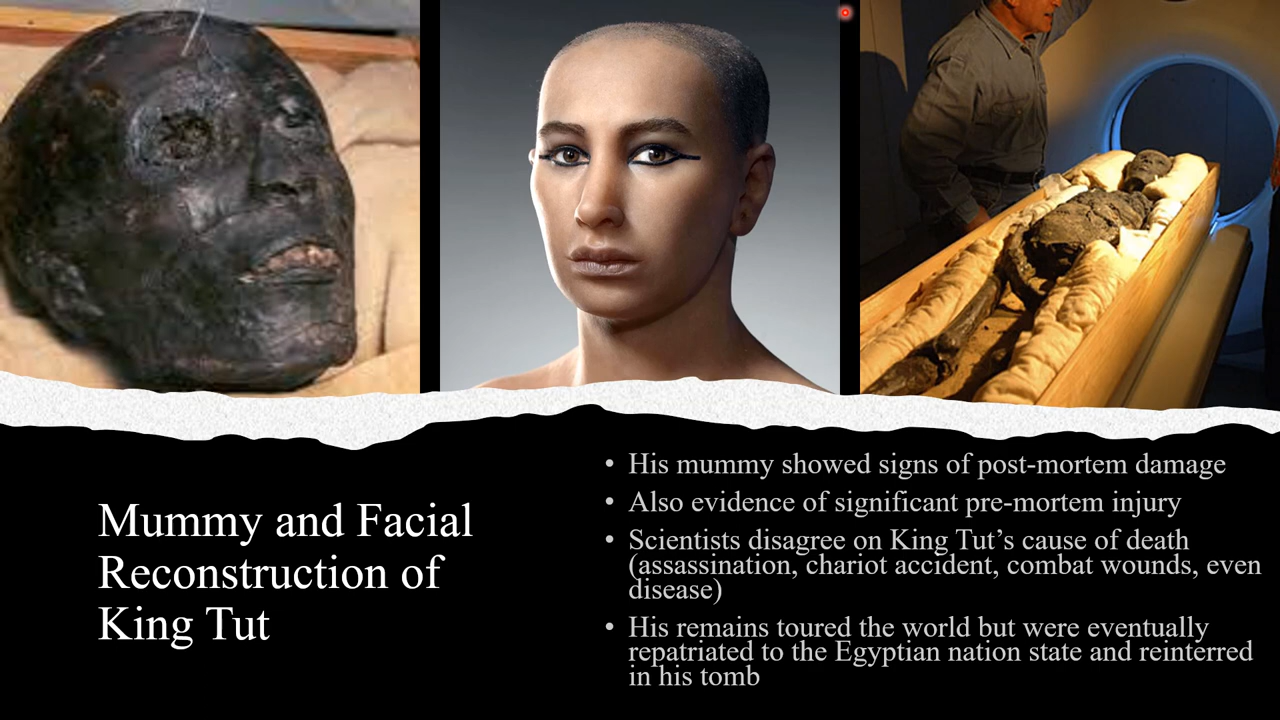 Mummy and Facial
Reconstruction of
King Tut
• His mummy showed signs of post-mortem damage
• Also evidence of significant pre-mortem injury
• Scientists disagree on King Tut’s cause of death
(assassination, chariot accident, combat wounds, even
disease)
• His remains toured the world but were eventually
repatriated to the Egyptian nation state and reinterred
in his tomb